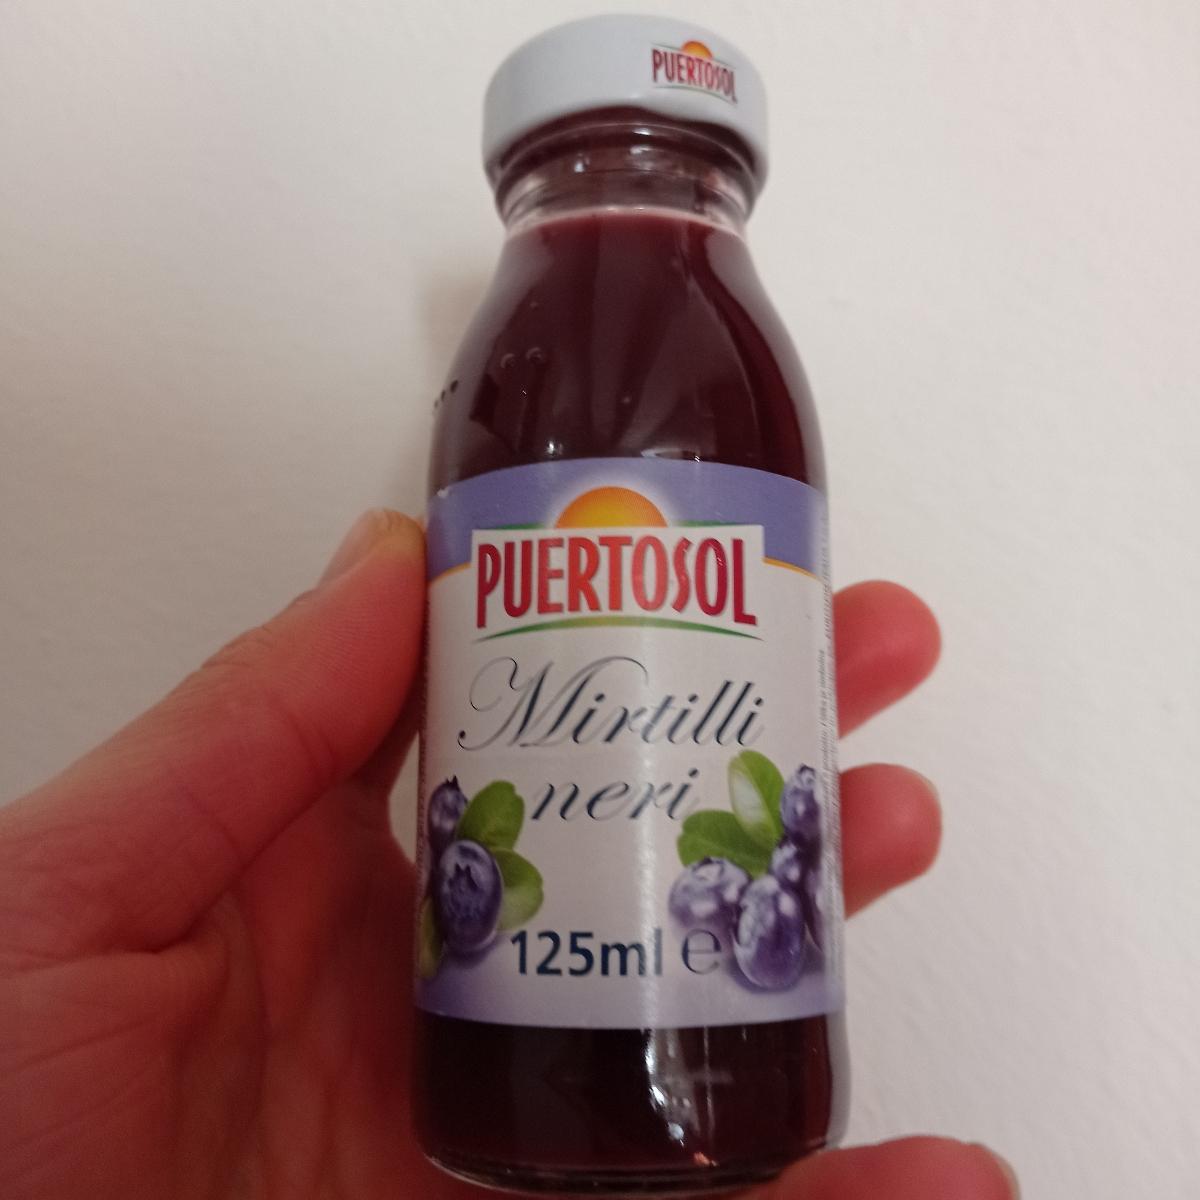 PUERTOSOL
PUERTOSOL
Mirtilli
neri
125ml e